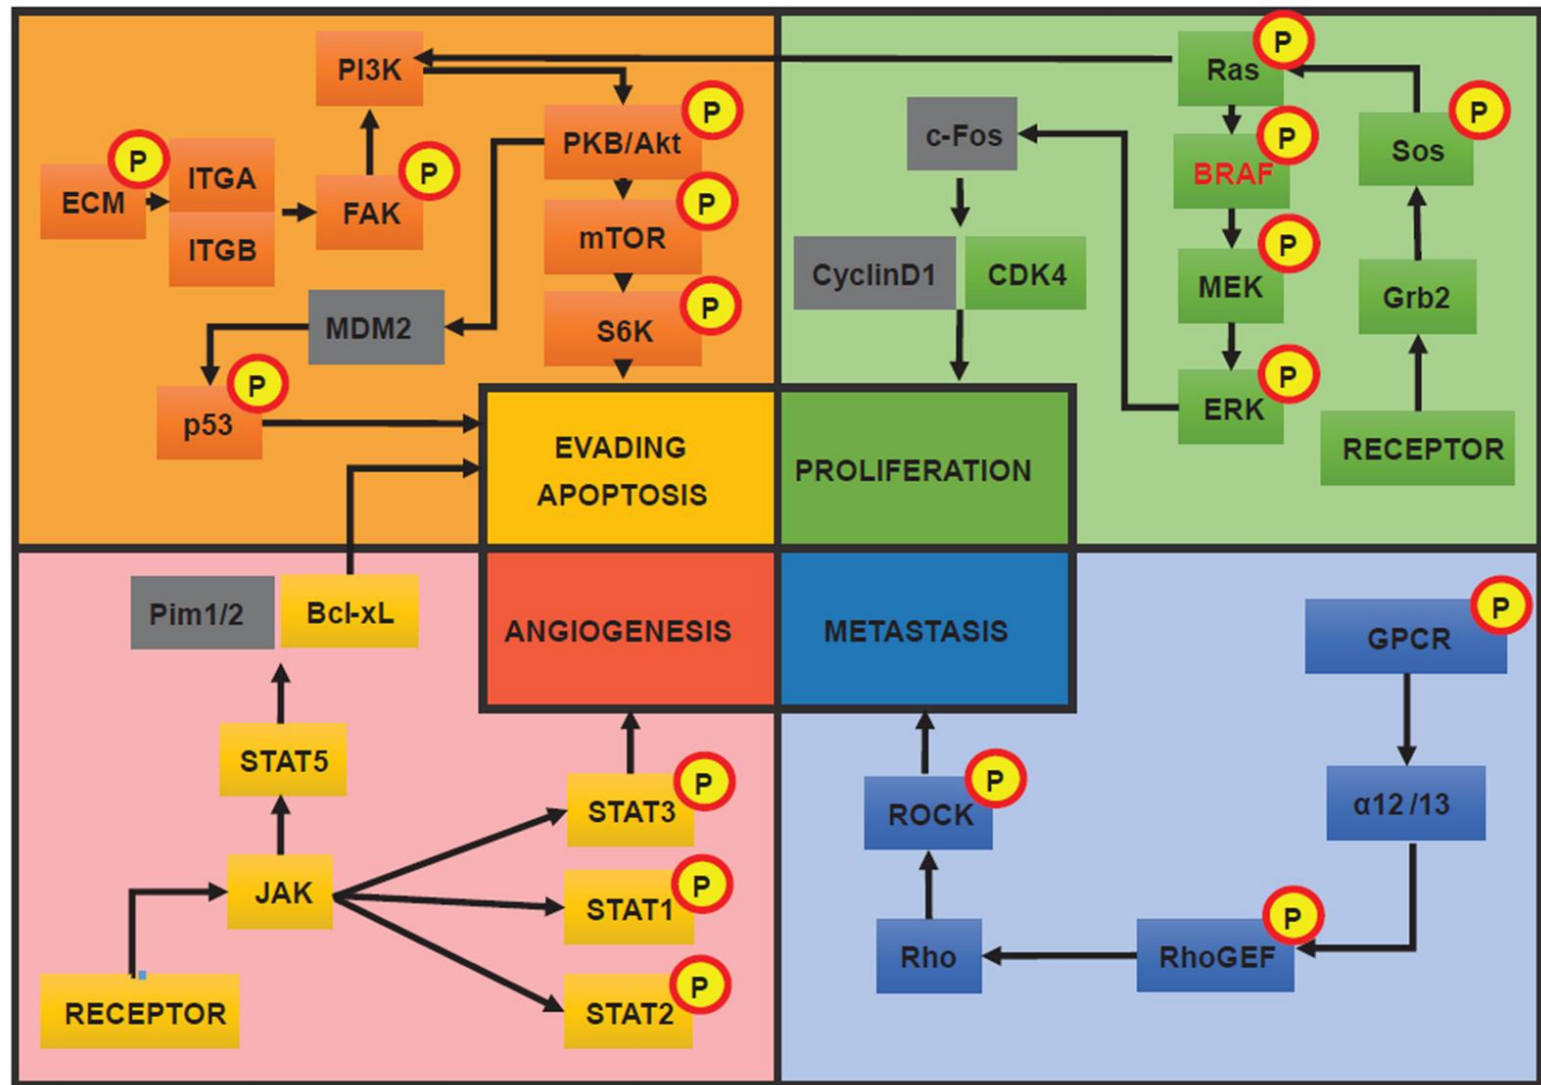 PI3K
P
PKB/Akt
P
ECM
ITGA
ITGB
P
FAK
P
mTOR
MDM2
P
S6K
P
p53
EVADING
APOPTOSIS
P
Ras
c-Fos
P
BRAF
P
Sos
CyclinD1
CDK4
P
MEK
Grb2
P
ERK
RECEPTOR
PROLIFERATION
Pim1/2
Bcl-xL
ANGIOGENESIS
STAT5
P
STAT3
JAK
P
STAT1
P
STAT2
RECEPTOR
METASTASIS
P
GPCR
P
ROCK
α12 /13
Rho
P
RhoGEF